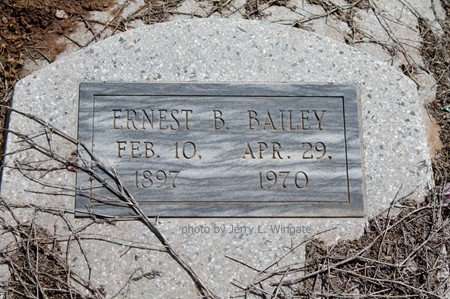 ERNEST B. BAILEY
FEB. 10, APR. 29,
1897 1970
photo by Jerry L. Wingate